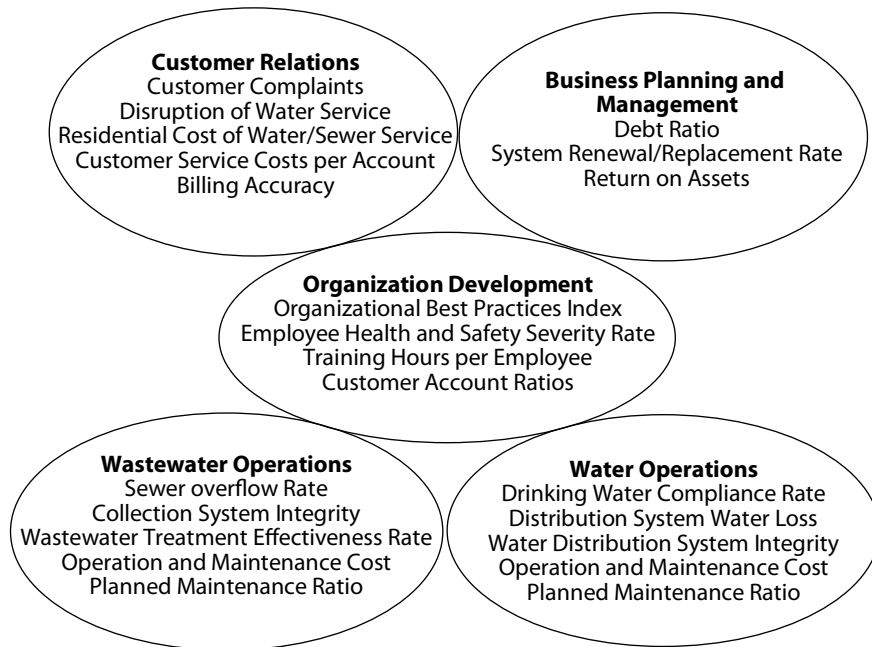 Customer Relations
Customer Complaints
Disruption of Water Service
Residential Cost of Water/Sewer Service
Customer Service Costs per Account
Billing Accuracy
Business Planning and
Management
Debt Ratio
System Renewal/Replacement Rate
Return on Assets
Organization Development
Organizational Best Practices Index
Employee Health and Safety Severity Rate
Training Hours per Employee
Customer Account Ratios
Wastewater Operations
Sewer overflow Rate
Collection System Integrity
Wastewater Treatment Effectiveness Rate
Operation and Maintenance Cost
Planned Maintenance Ratio
Water Operations
Drinking Water Compliance Rate
Distribution System Water Loss
Water Distribution System Integrity
Operation and Maintenance Cost
Planned Maintenance Ratio